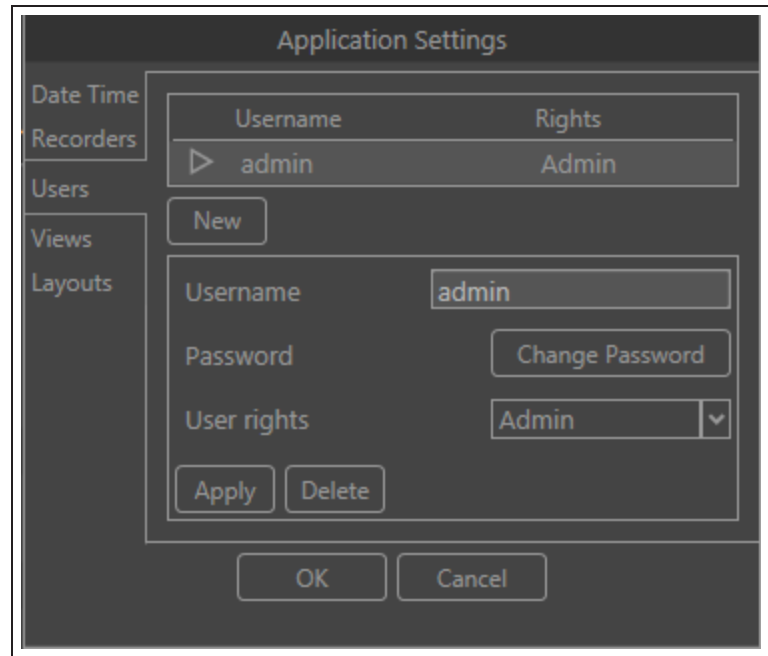 Application Settings
Date Time
Recorders
Users
Views
Layouts
Username Rights
admin Admin
New
Username admin
Password Change Password
User rights Admin
Apply Delete
OK Cancel